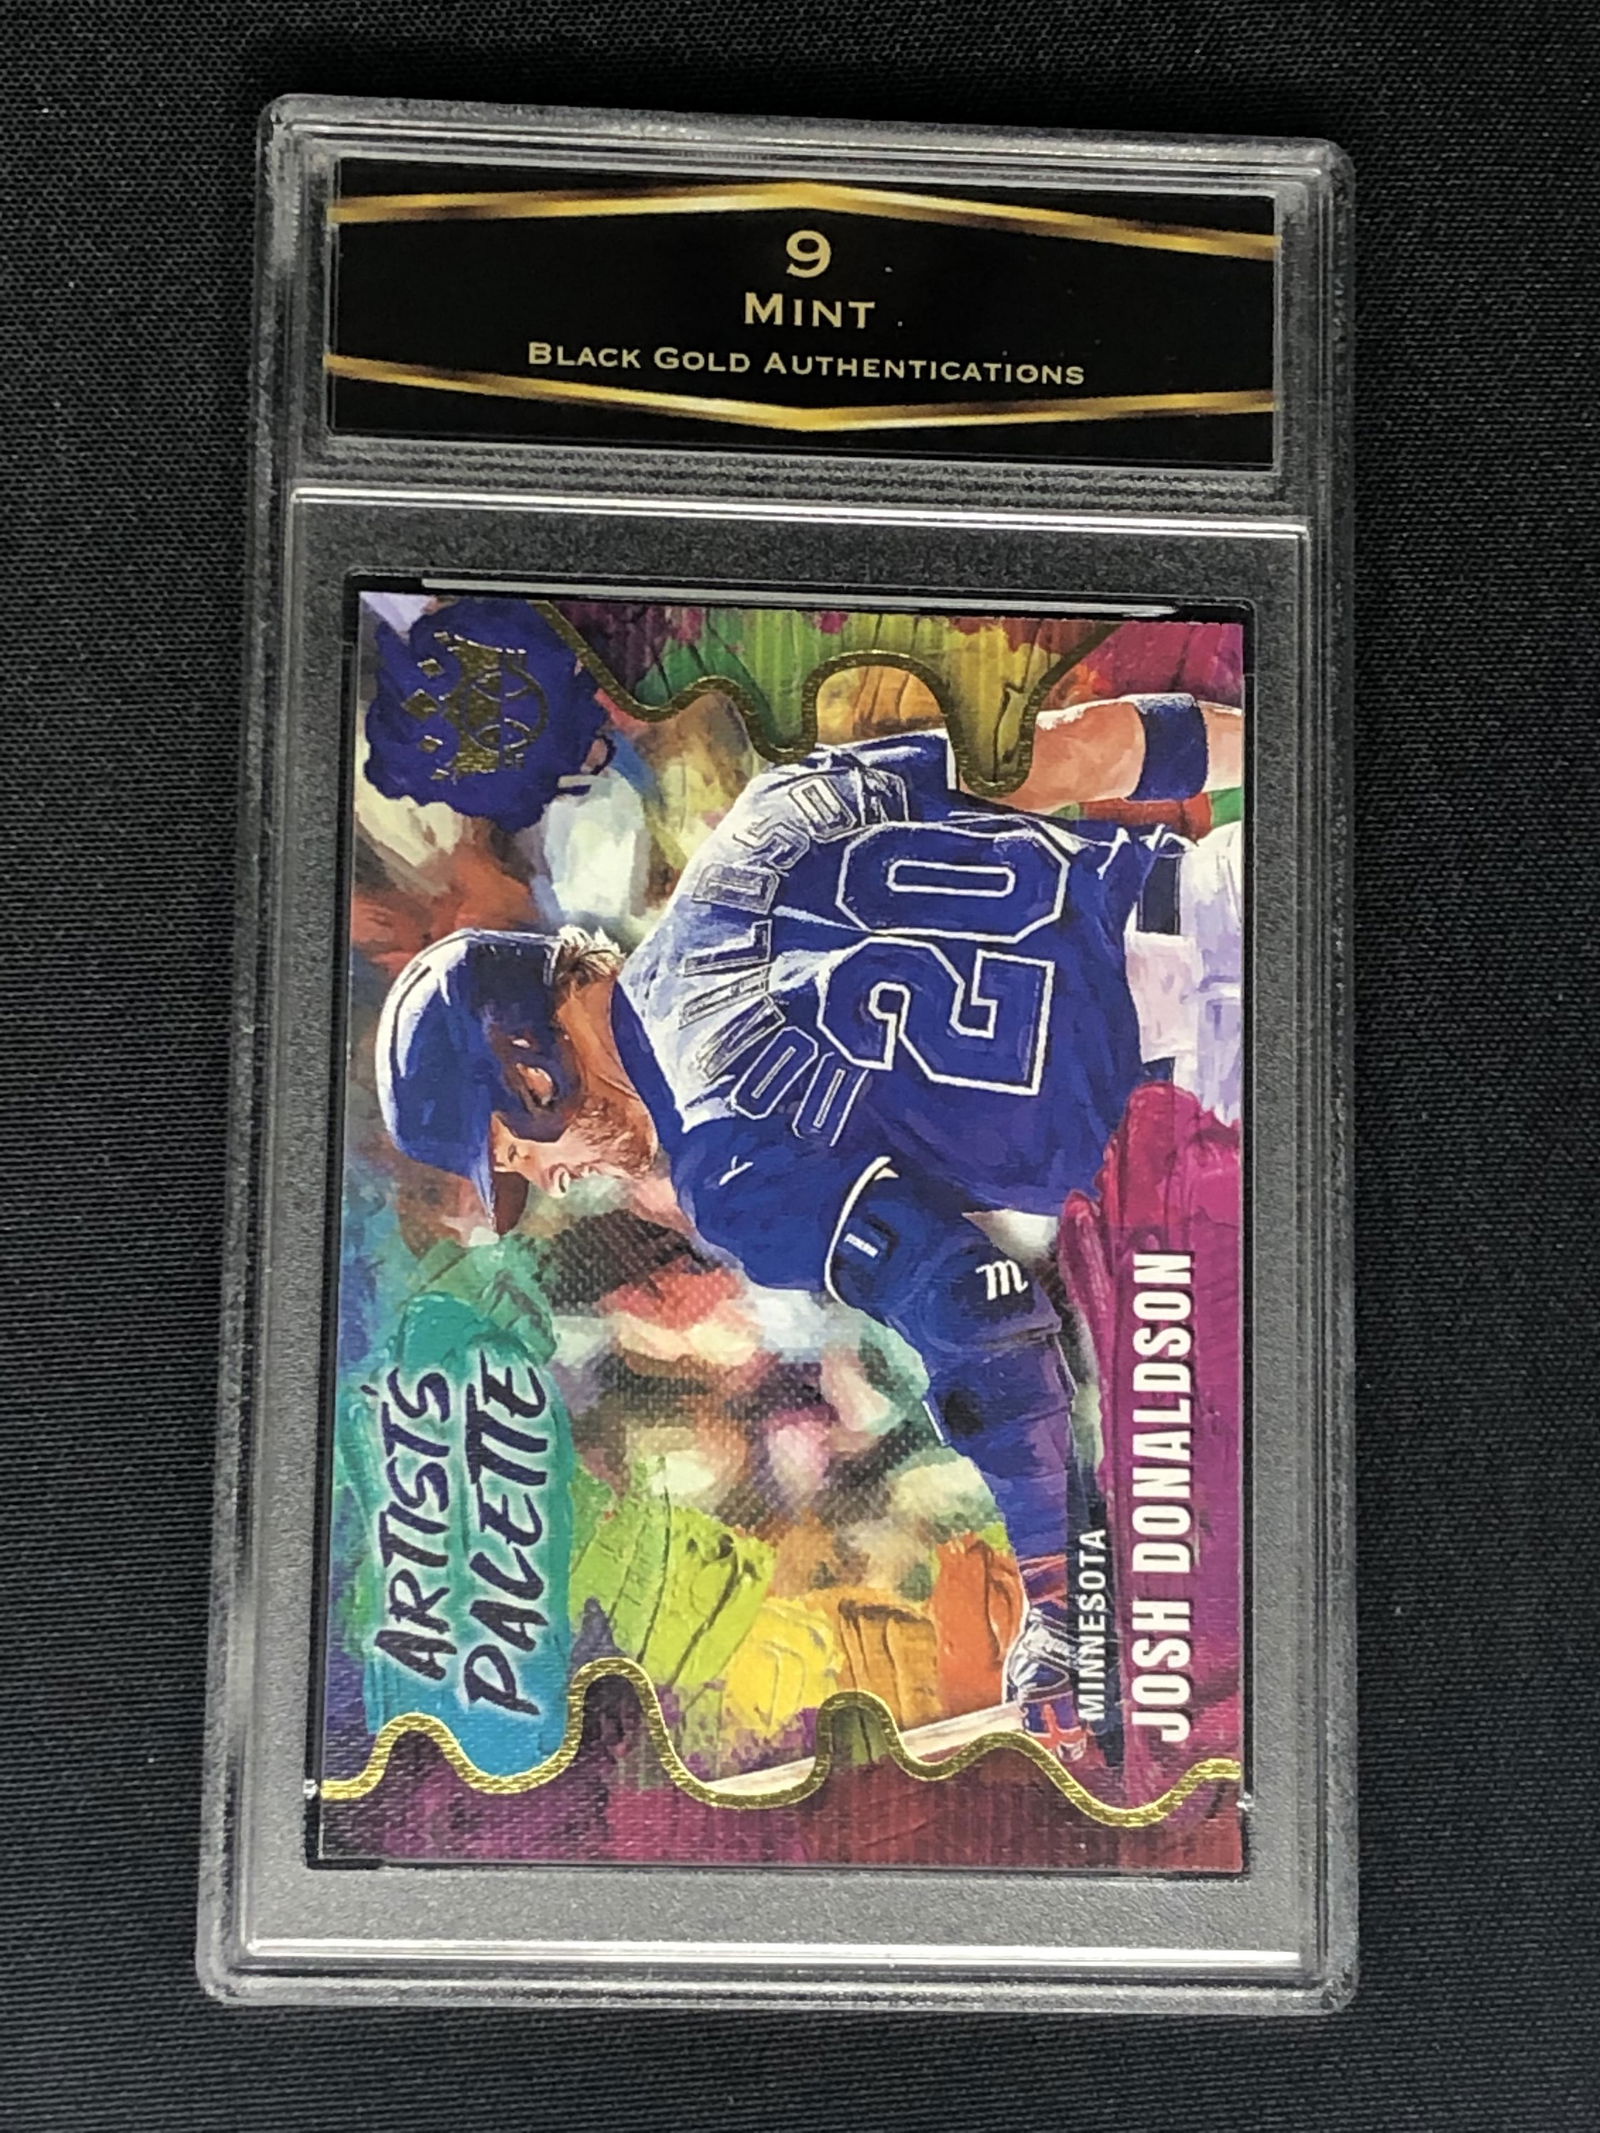 9
MINT
BLACK GOLD AUTHENTICATIONS
ARTIST'S
PALETTE
DONALDSON
20
m
MINNESOTA
JOSH DONALDSON